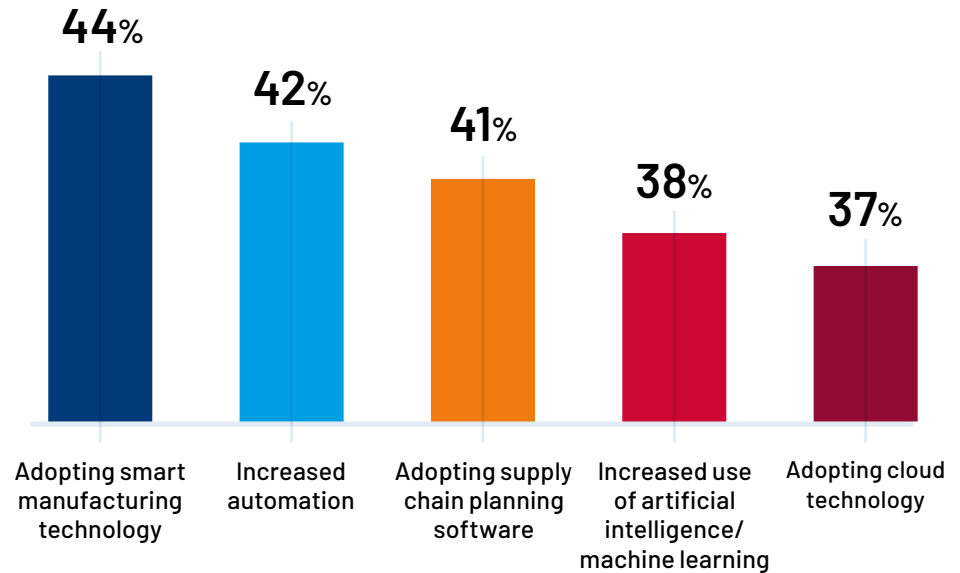 44%
42%
41%
38%
37%
Adopting smart
manufacturing
technology
Increased
automation
Adopting supply
chain planning
software
Increased use
of artificial
intelligence/
machine learning
Adopting cloud
technology